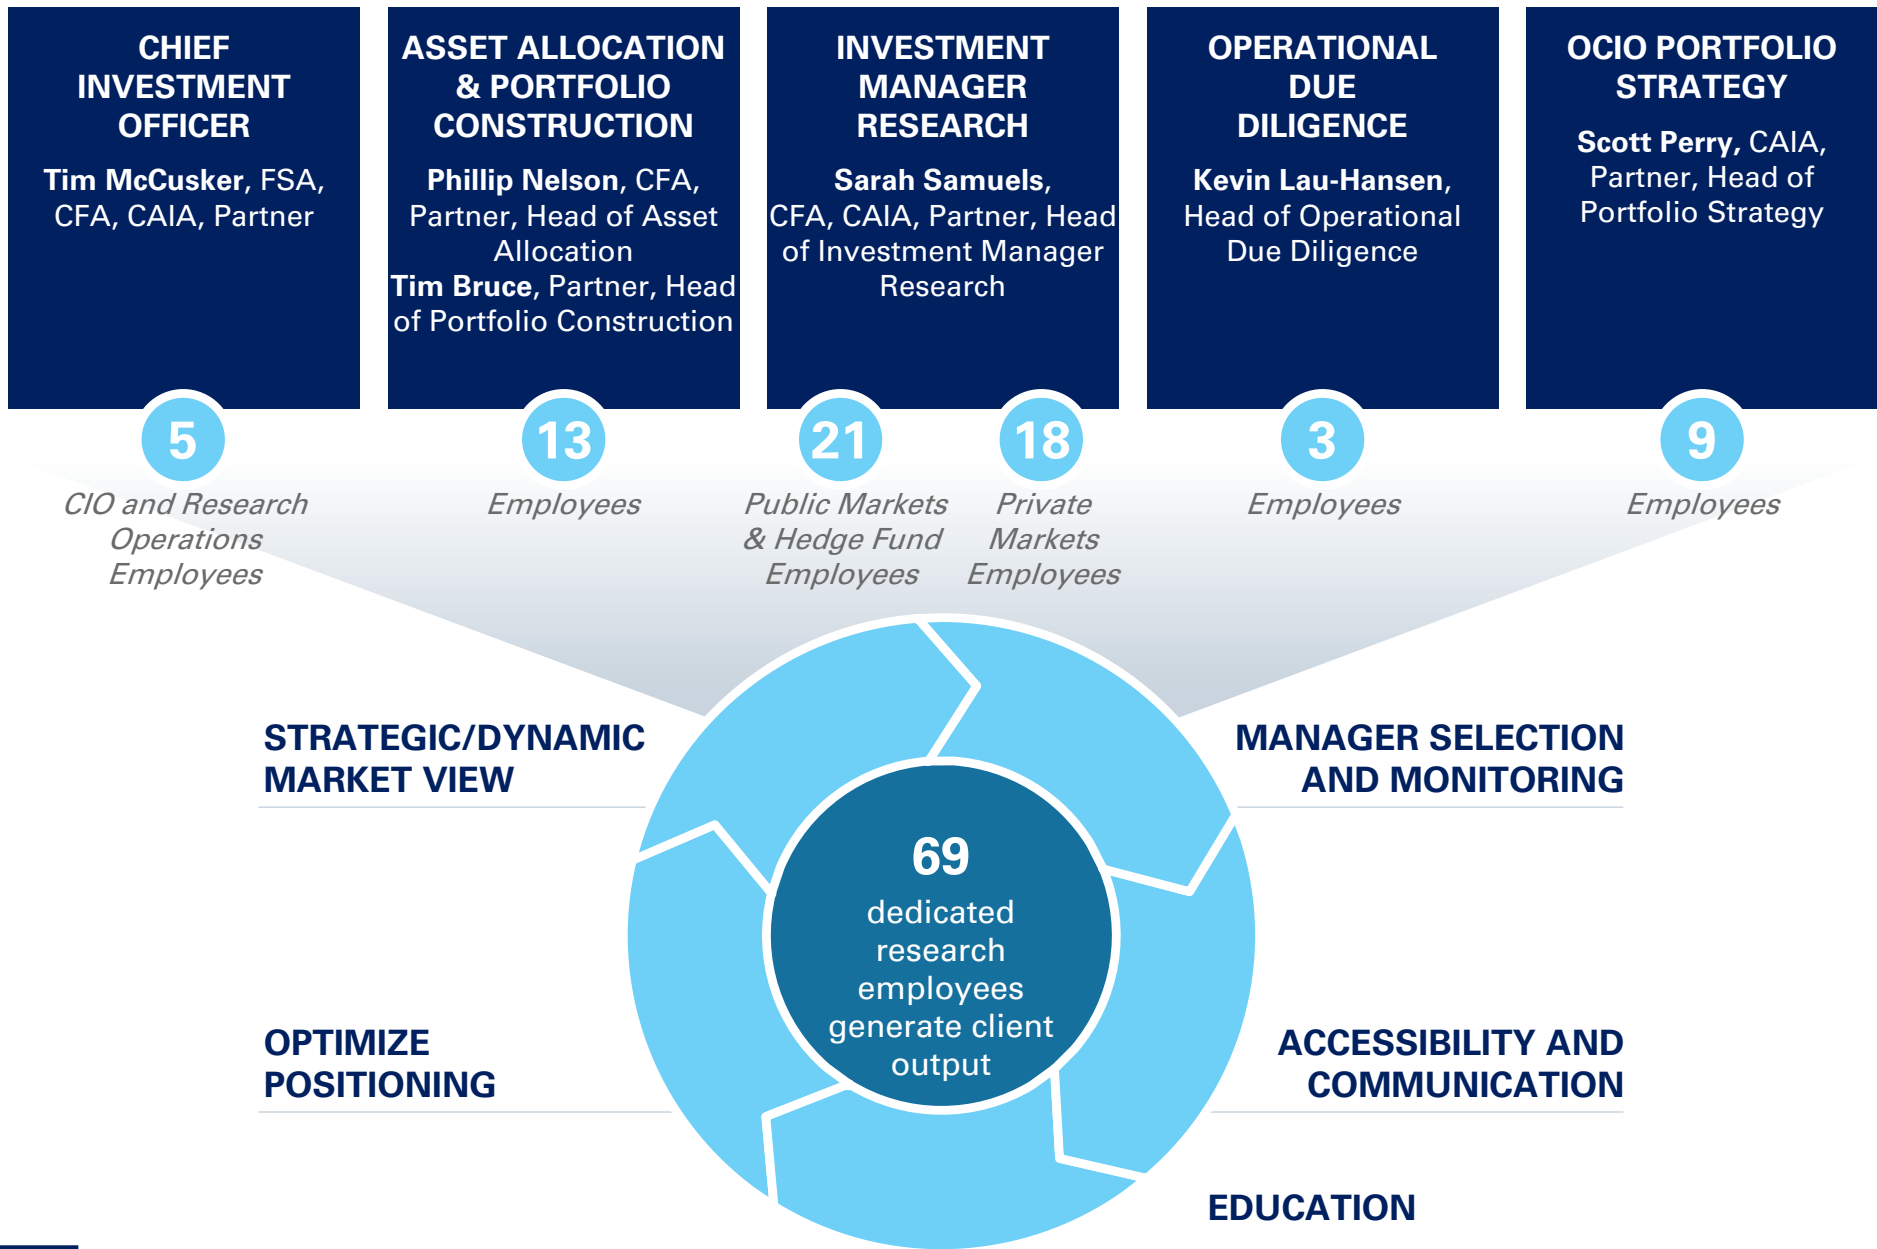 CHIEF
INVESTMENT
OFFICER
Tim McCusker, FSA,
CFA, CAIA, Partner
5
CIO and Research
Operations
Employees
ASSET ALLOCATION
& PORTFOLIO
CONSTRUCTION
Phillip Nelson, CFA,
Partner, Head of Asset
Allocation
Tim Bruce, Partner, Head
of Portfolio Construction
13
Employees
INVESTMENT
MANAGER
RESEARCH
Sarah Samuels,
CFA, CAIA, Partner, Head
of Investment Manager
Research
21
Public Markets
& Hedge Fund
Employees
18
Private
Markets
Employees
OPERATIONAL
DUE
DILIGENCE
Kevin Lau-Hansen,
Head of Operational
Due Diligence
3
Employees
OCIO PORTFOLIO
STRATEGY
Scott Perry, CAIA,
Partner, Head of
Portfolio Strategy
9
Employees
STRATEGIC/DYNAMIC
MARKET VIEW
MANAGER SELECTION
AND MONITORING
69
dedicated
research
employees
generate client
output
OPTIMIZE
POSITIONING
ACCESSIBILITY AND
COMMUNICATION
EDUCATION